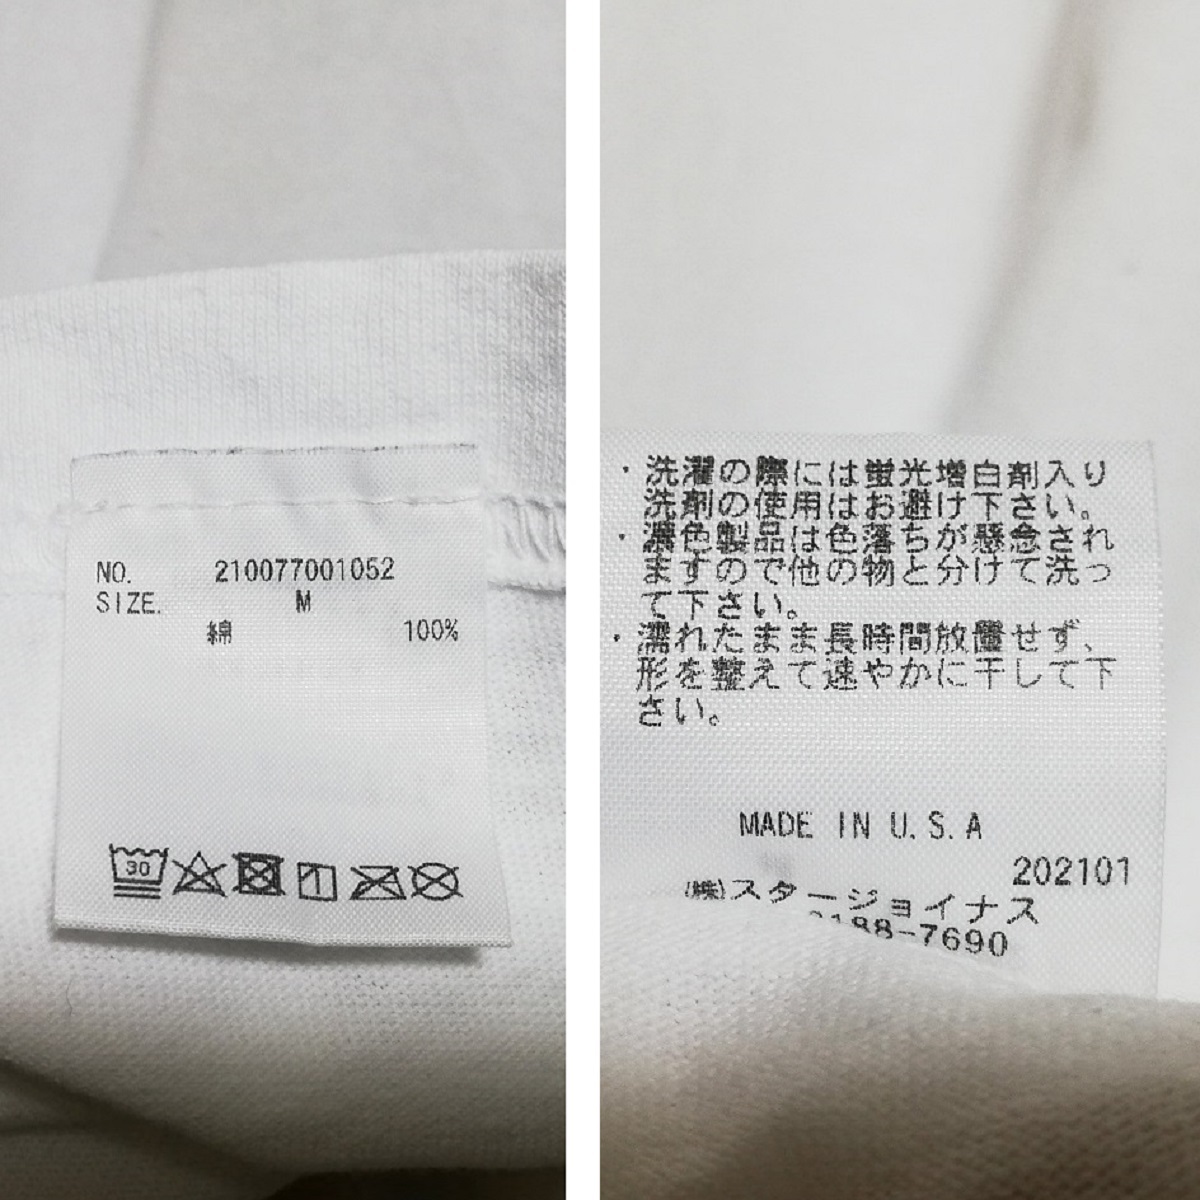 NO. 210077001052
SIZE. M
綿 100%
30
・洗濯の際には蛍光増白剤入り
洗剤の使用はお避け下さい。
・濃色製品は色落ちが懸念され
ますので他の物と分けて洗っ
て下さい。
・濡れたまま長時間放置せず、
形を整えて速やかに干して下
さい。
MADE IN U.S.A
202101
㈱スタージョイナス
188-7690